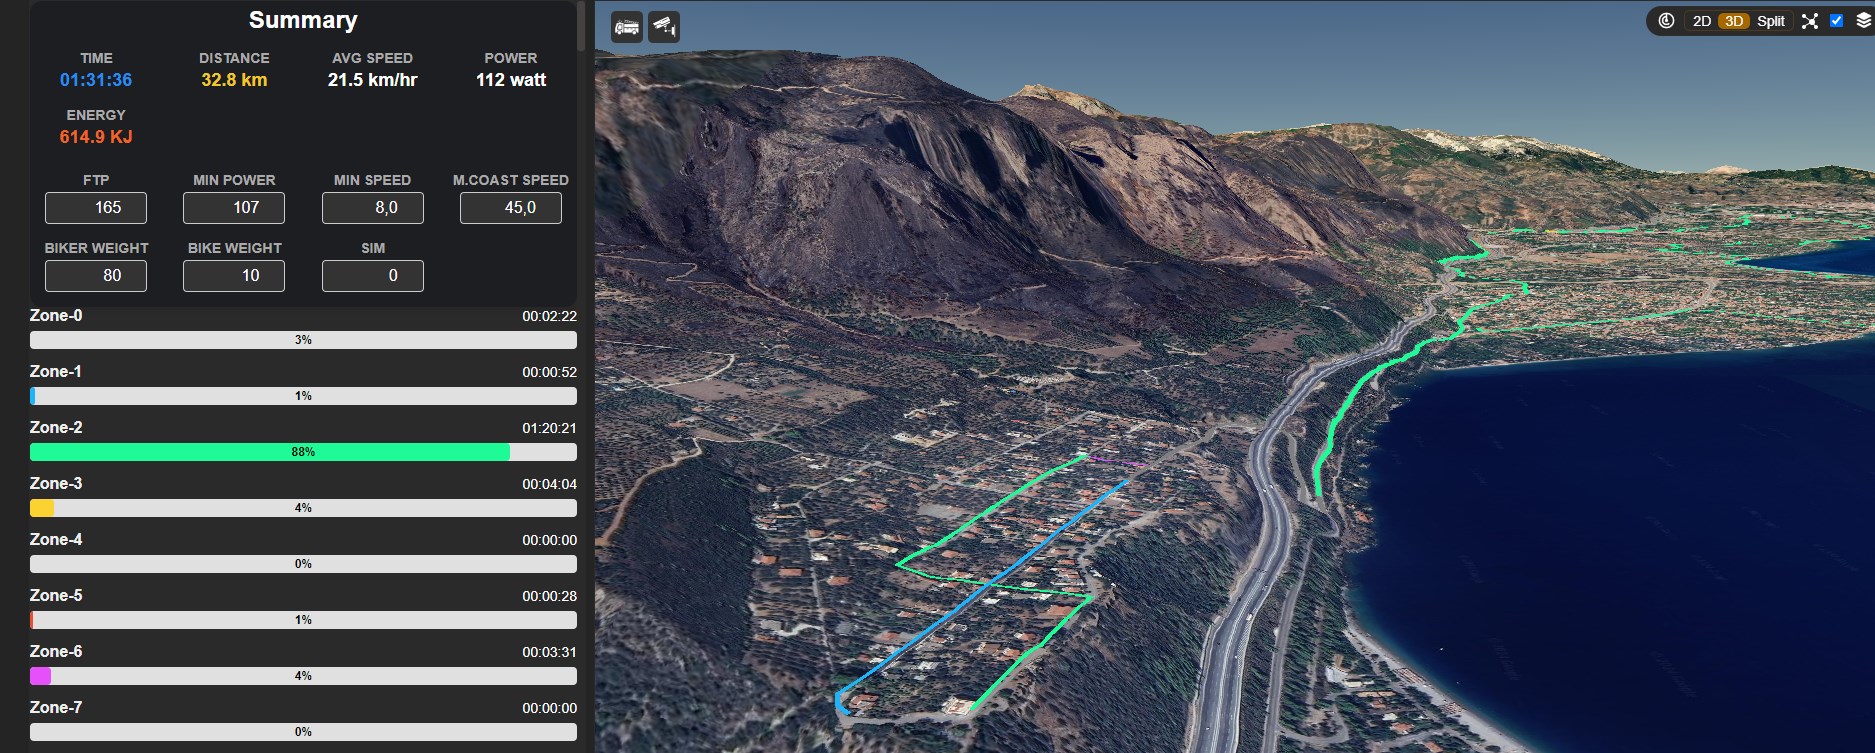 Summary
TIME DISTANCE AVG SPEED POWER
01:31:36 32.8 km 21.5 km/hr 112 watt
ENERGY
614.9 KJ
FTP MIN POWER MIN SPEED M.COAST SPEED
165 107 8,0 45,0
BIKER WEIGHT BIKE WEIGHT SIM
80 10 0
Zone-0 00:02:22
3%
Zone-1 00:00:52
1%
Zone-2 01:20:21
88%
Zone-3 00:04:04
4%
Zone-4 00:00:00
0%
Zone-5 00:00:28
1%
Zone-6 00:03:31
4%
Zone-7 00:00:00
0%
2D 3D Split